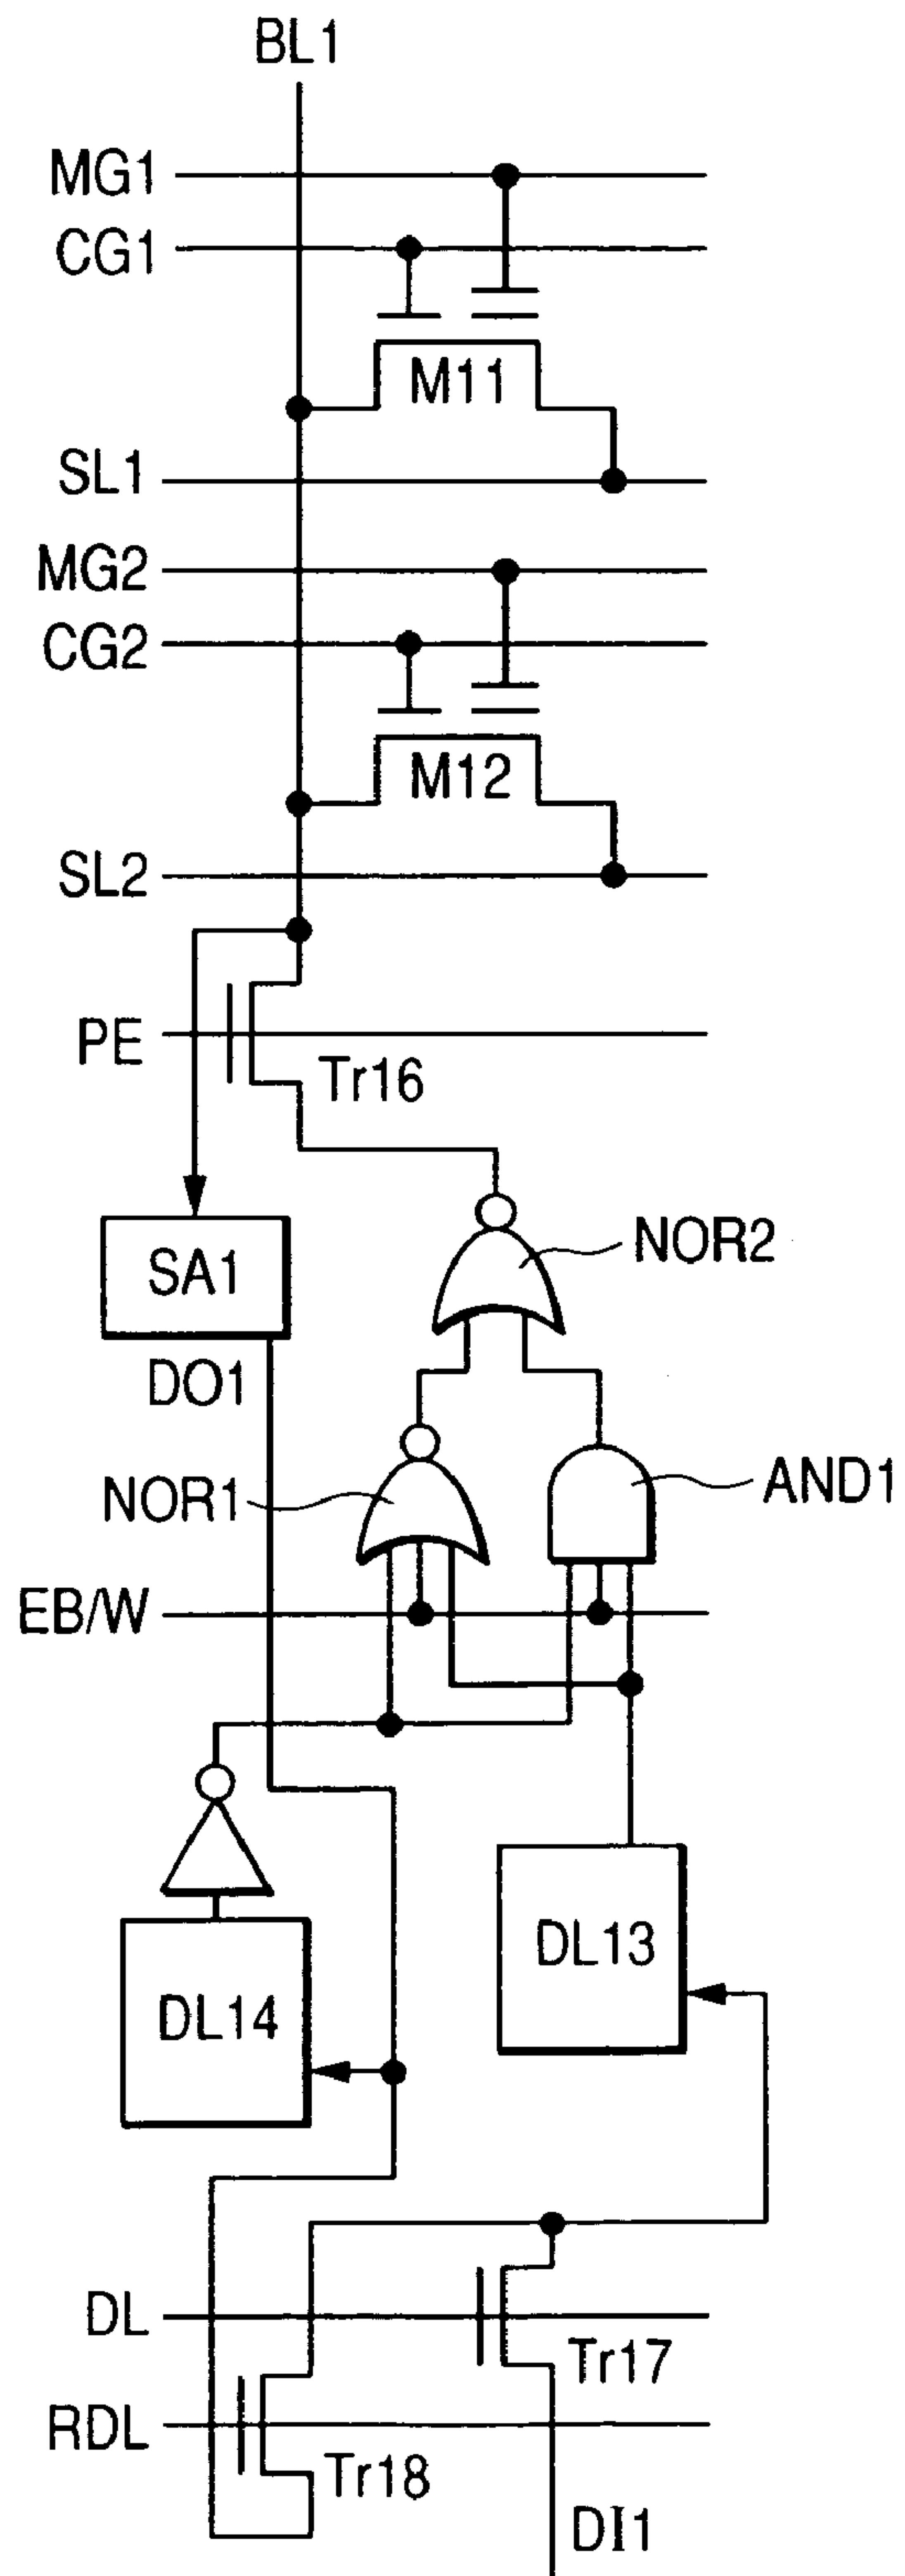 BL1
MG1
CG1
M11
SL1
MG2
CG2
M12
SL2
PE
Tr16
SA1
NOR2
DO1
NOR1
AND1
EB/W
DL13
DL14
DL
Tr17
RDL
Tr18
DI1